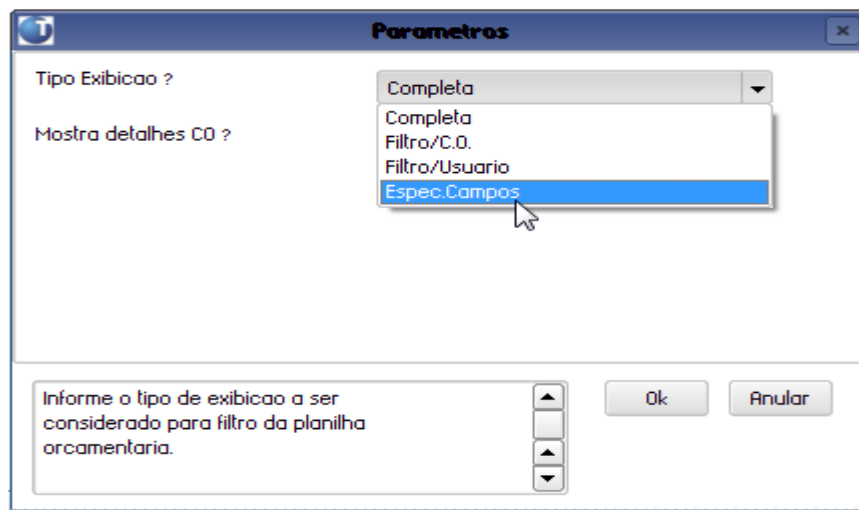 Parametros
Tipo Exibicao ?
Completa
Completa
Mostra detalhes CO ?
Filtro/C.O.
Filtro/Usuario
Espec.Campos
Informe o tipo de exibicao a ser
considerado para filtro da planilha
orcamentaria.
Ok
Anular